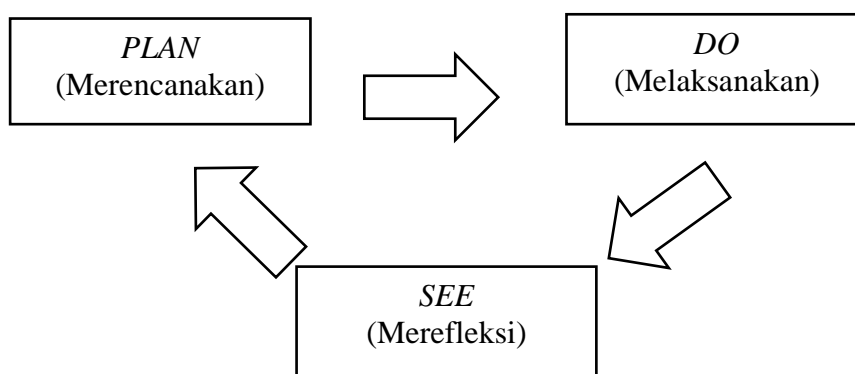 PLAN
(Merencanakan)
DO
(Melaksanakan)
SEE
(Merefleksi)